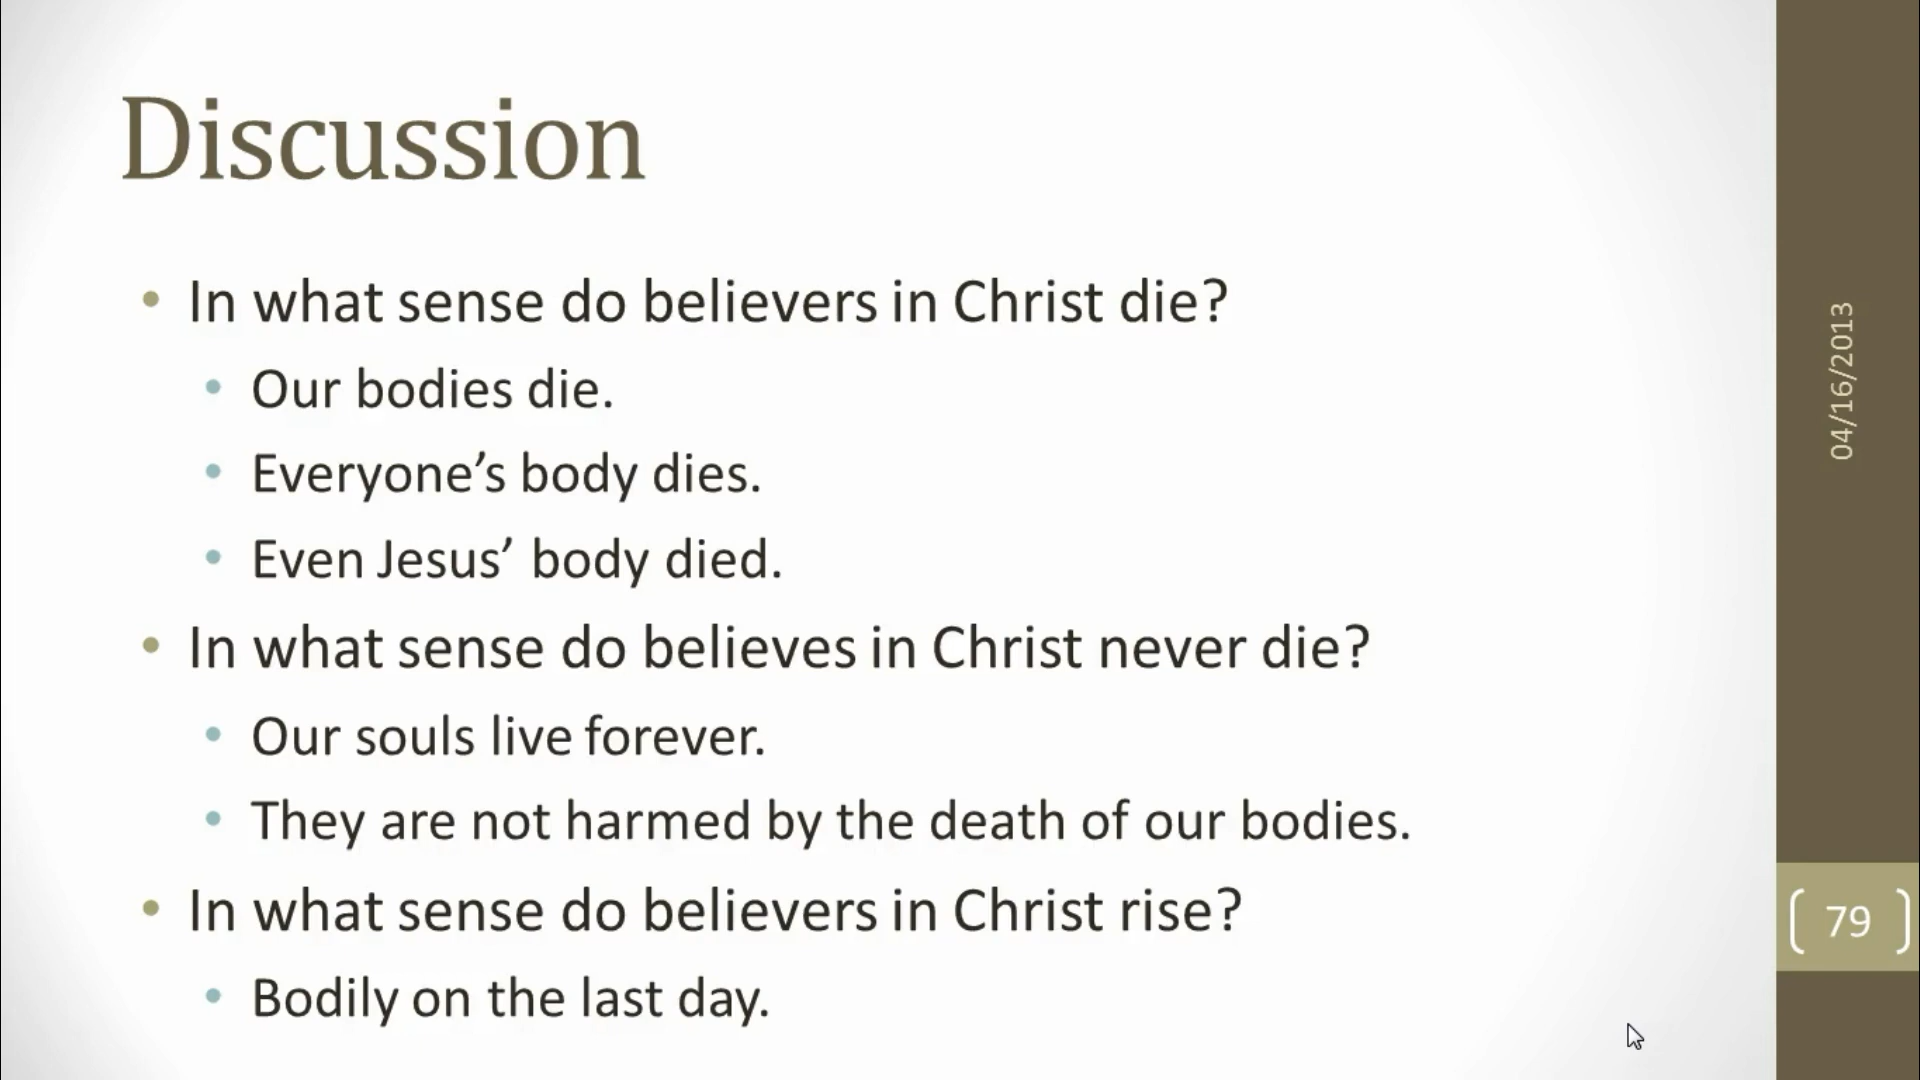 Discussion
• In what sense do believers in Christ die?
• Our bodies die.
• Everyone’s body dies.
• Even Jesus’ body died.
• In what sense do believes in Christ never die?
• Our souls live forever.
• They are not harmed by the death of our bodies.
• In what sense do believers in Christ rise?
• Bodily on the last day.
04/16/2013
79